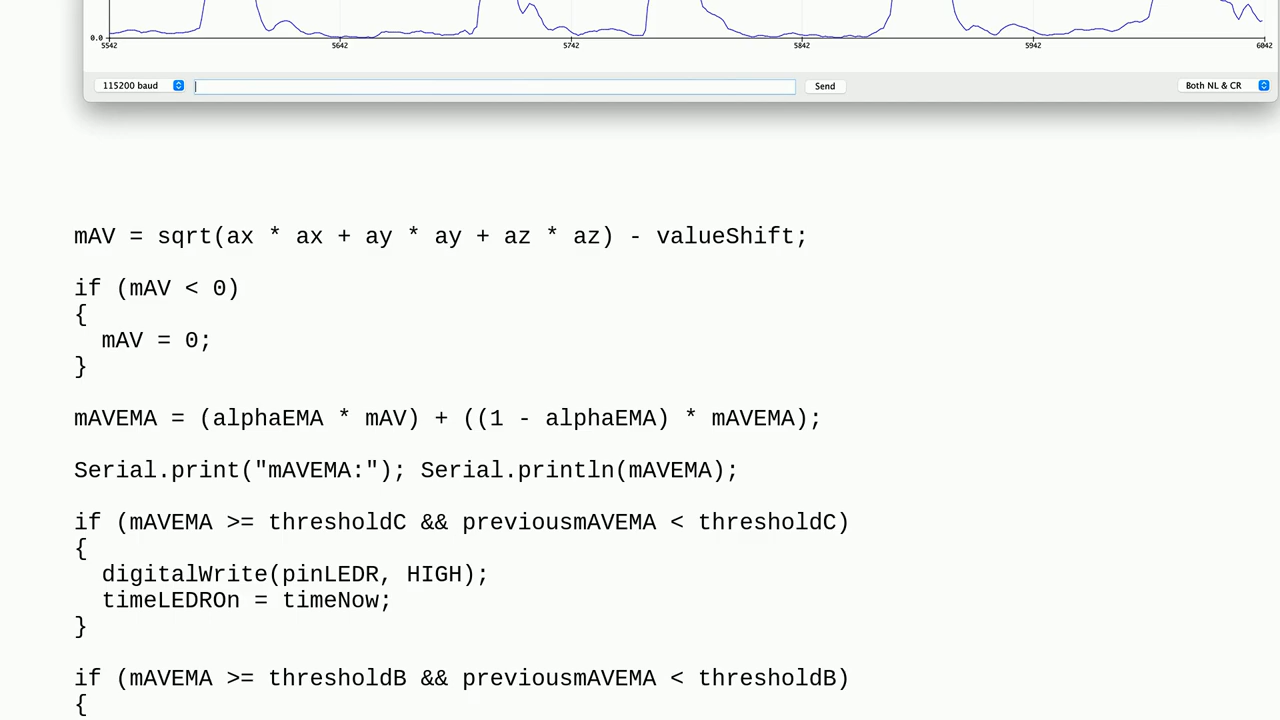 0.0
5542 5642 5742 5842 5942 6042
115200 baud Send Both NL & CR
mAV = sqrt(ax * ax + ay * ay + az * az) - valueShift;
if (mAV < 0)
{
mAV = 0;
}
mAVEMA = (alphaEMA * mAV) + ((1 - alphaEMA) * mAVEMA);
Serial.print("mAVEMA:"); Serial.println(mAVEMA);
if (mAVEMA >= thresholdC && previousmAVEMA < thresholdC)
{
digitalWrite(pinLEDR, HIGH);
timeLEDROn = timeNow;
}
if (mAVEMA >= thresholdB && previousmAVEMA < thresholdB)
{